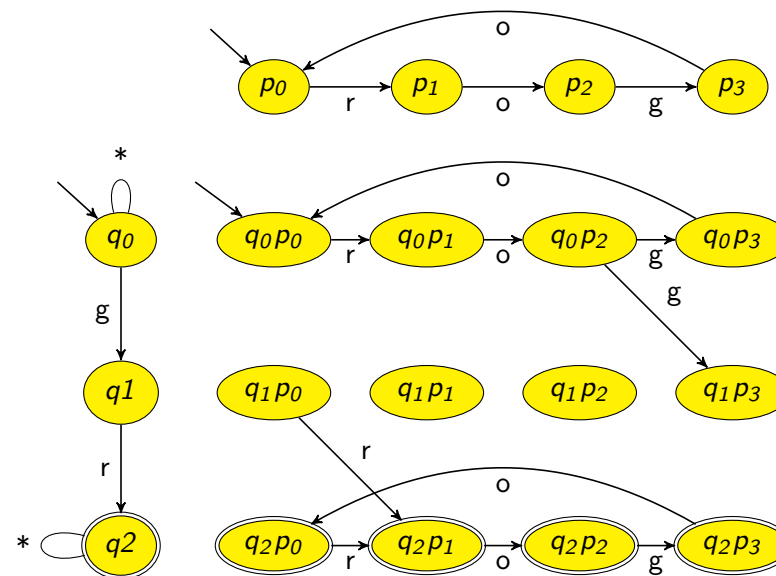 o
p0 p1 p2 p3
r o g
*
o
q0 q0p0 q0p1 q0p2 q0p3
r o g
g g
q1 q1p0 q1p1 q1p2 q1p3
r r
o
* q2 q2p0 q2p1 q2p2 q2p3
r o g